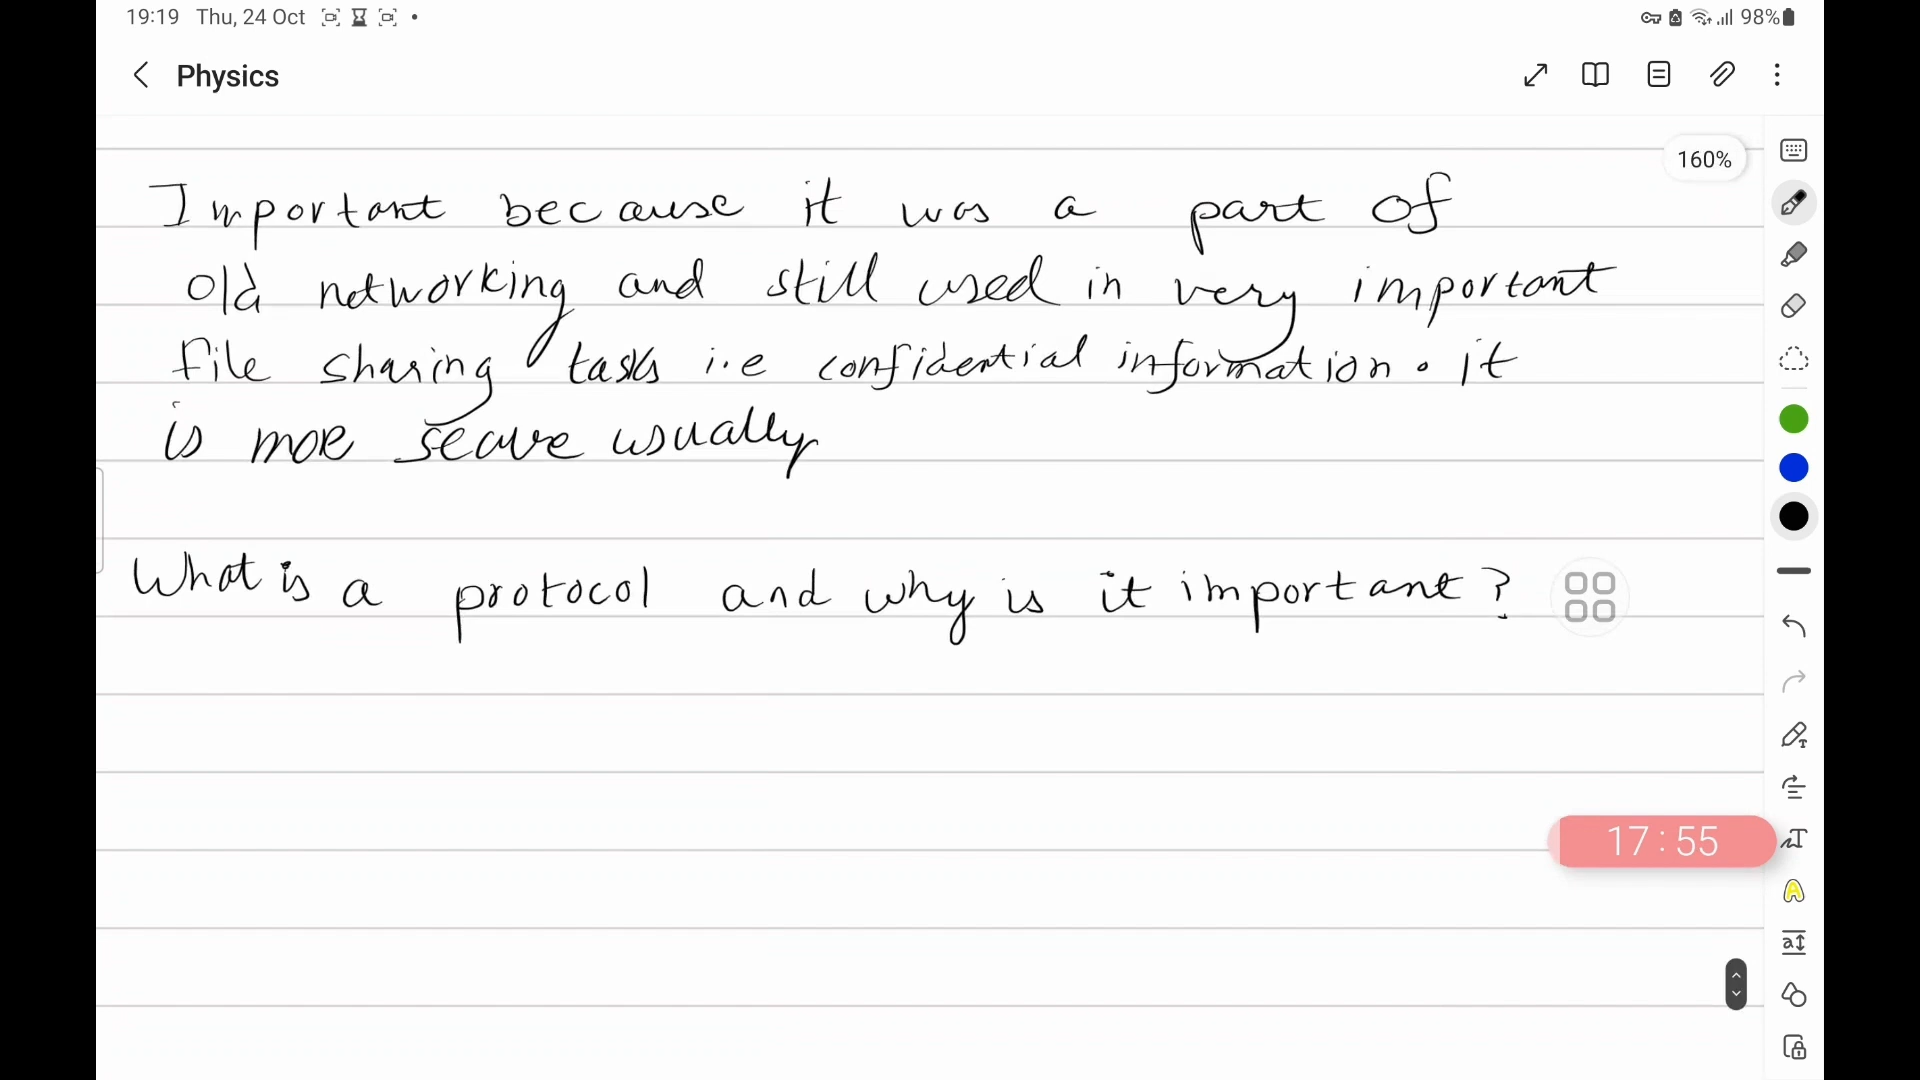 19:19 Thu, 24 Oct
98%
Physics
160%
Important because it was a part of
old networking and still used in very important
file sharing tasks i.e confidential information. it
is more secure usually
What is a protocol and why is it important?
17:55